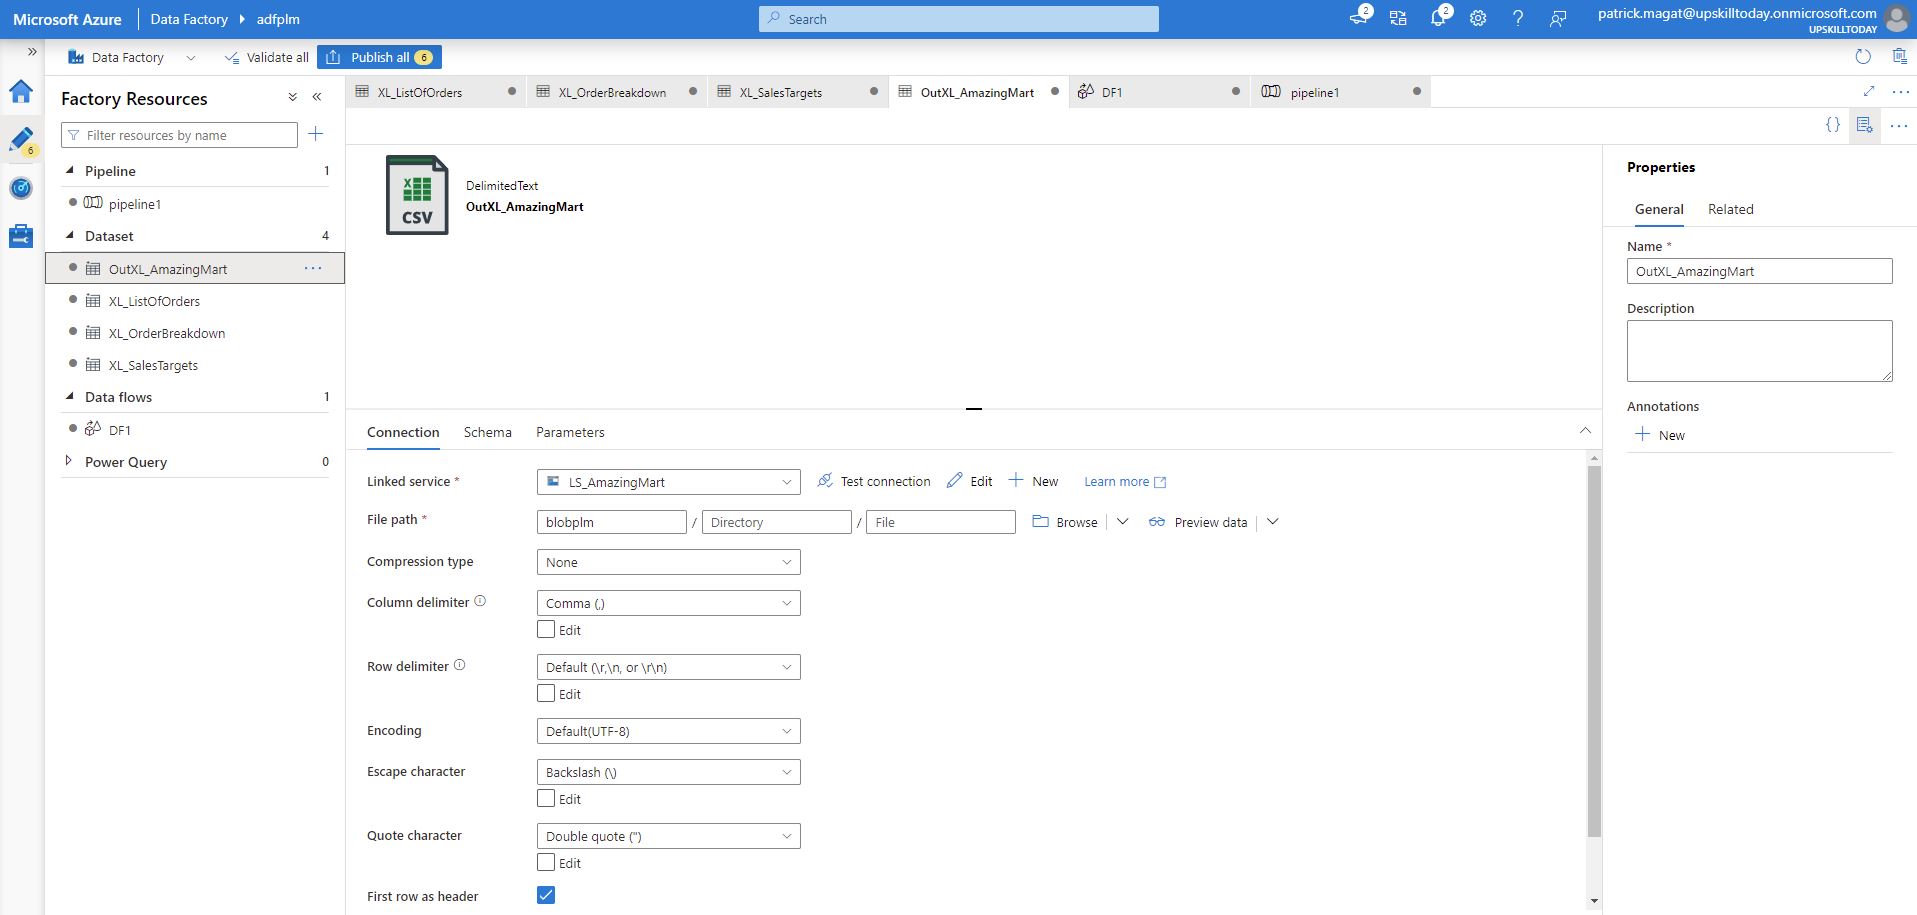 Microsoft Azure
Data Factory
adfplm
Search
2
2
patrick.magat@upskilltoday.onmicrosoft.com
UPSKILLTODAY
Data Factory
Validate all
Publish all 6
6
Factory Resources
Filter resources by name
Pipeline 1
pipeline1
Dataset 4
OutXL_AmazingMart
XL_ListOfOrders
XL_OrderBreakdown
XL_SalesTargets
Data flows 1
DF1
Power Query 0
XL_ListOfOrders
XL_OrderBreakdown
XL_SalesTargets
OutXL_AmazingMart
DF1
pipeline1
CSV
DelimitedText
OutXL_AmazingMart
Connection
Schema
Parameters
Linked service *
LS_AmazingMart
Test connection
Edit
New
Learn more
File path *
blobplm / Directory / File
Browse
Preview data
Compression type
None
Column delimiter
Comma (,)
Edit
Row delimiter
Default (\r,\n, or \r\n)
Edit
Encoding
Default(UTF-8)
Escape character
Backslash (\)
Edit
Quote character
Double quote (")
Edit
First row as header
Properties
General
Related
Name *
OutXL_AmazingMart
Description
Annotations
New